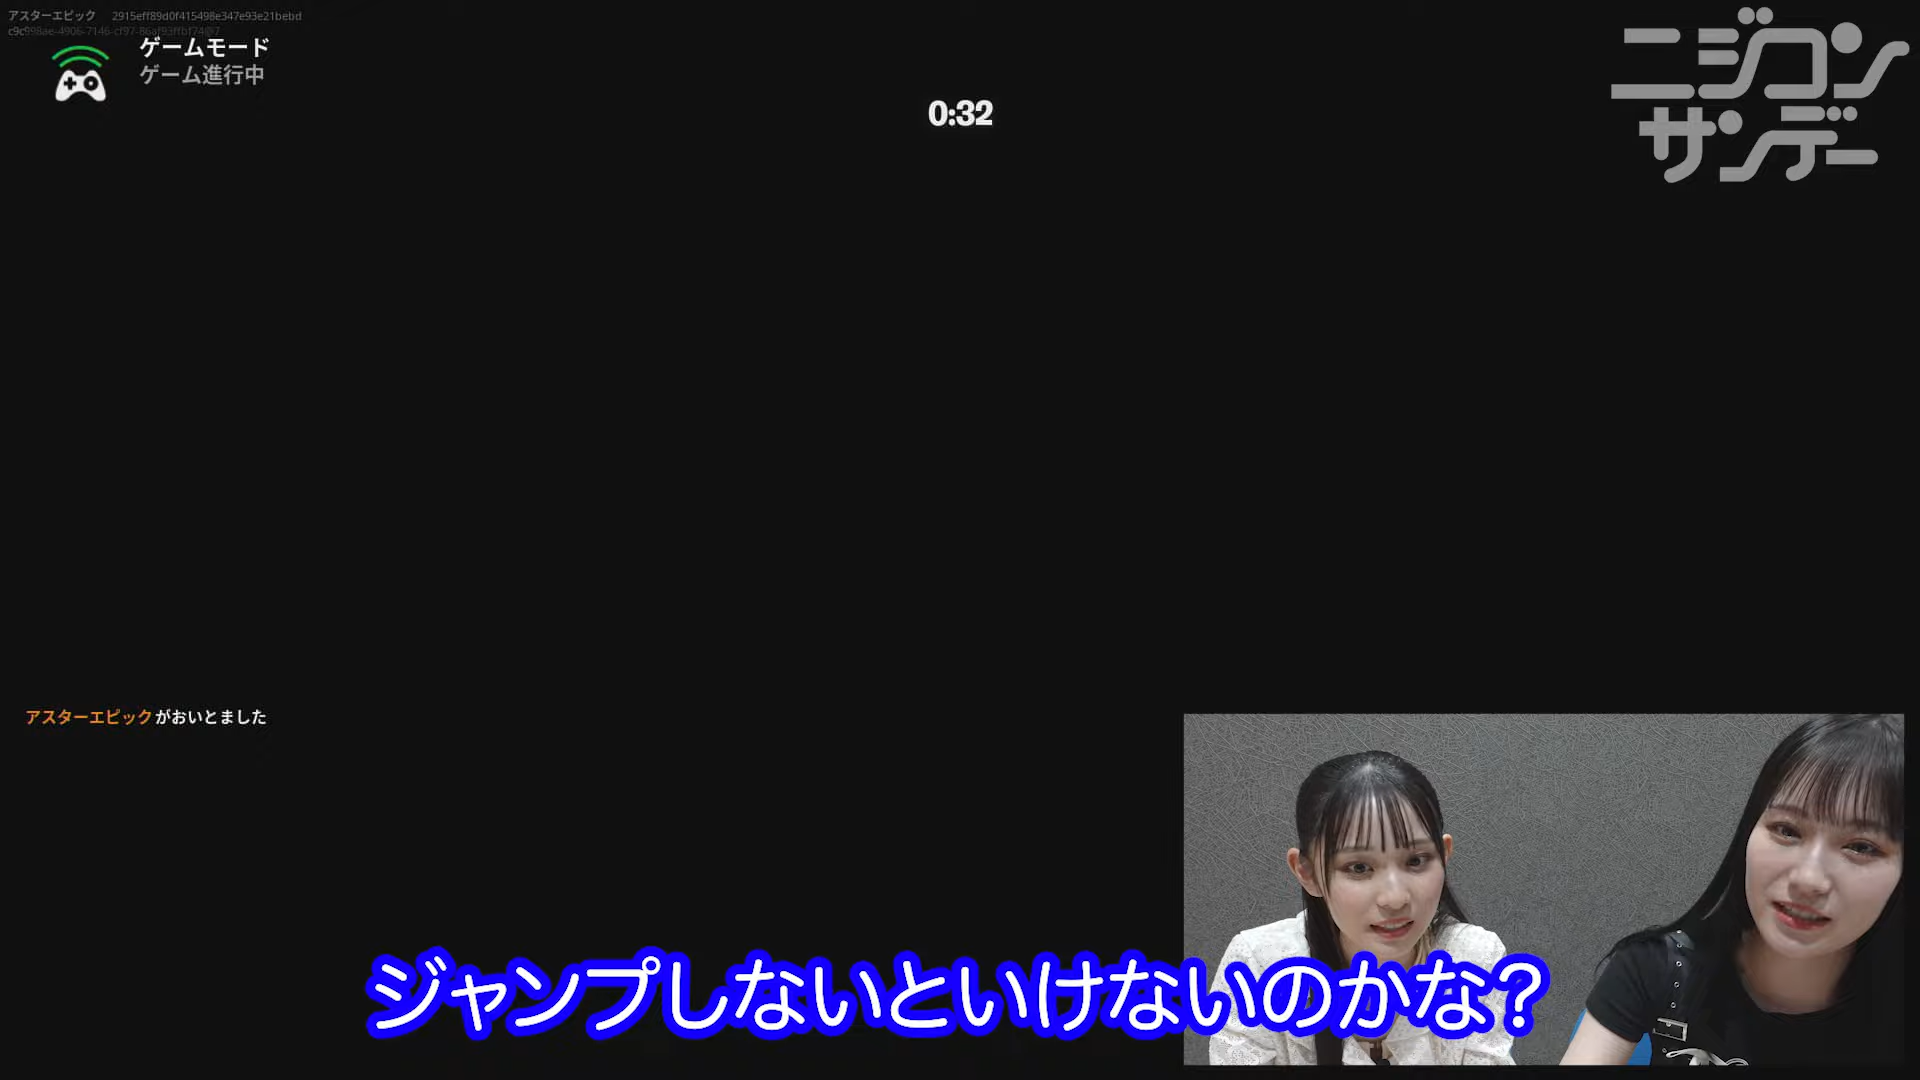 アスターエピック 2915eff89d0f415498e347e93e21bebd
ゲームモード
ゲーム進行中
0:32
ニジコン
サンデー
アスターエピックがおいとました
ジャンプしないといけないのかな?